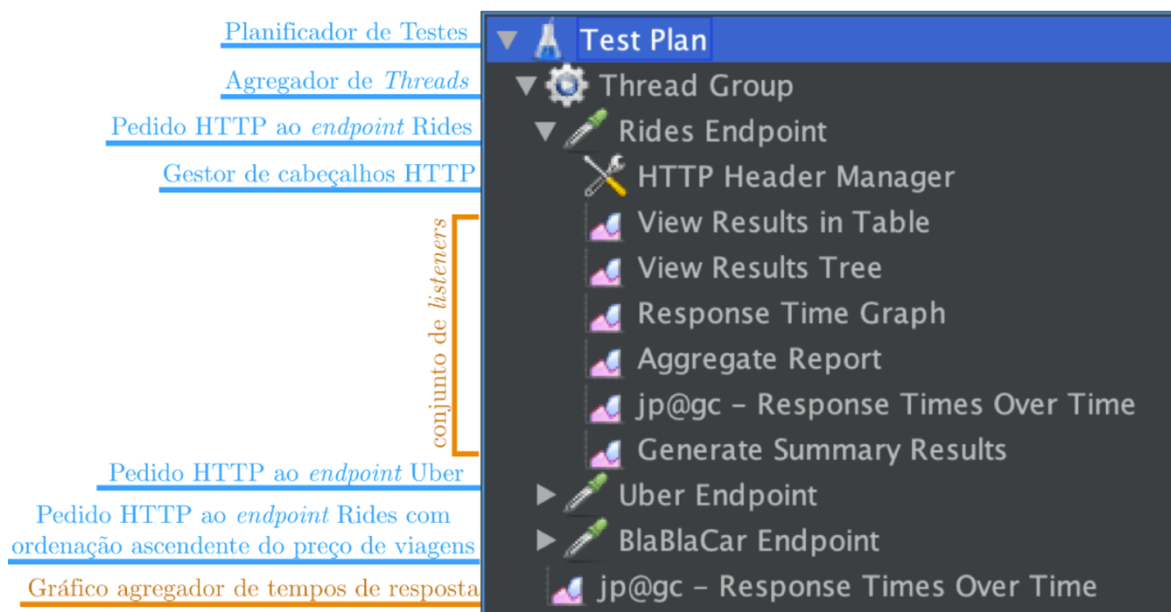 Planificador de Testes
Agregador de Threads
Pedido HTTP ao endpoint Rides
Gestor de cabeçalhos HTTP
conjunto de listeners
Pedido HTTP ao endpoint Uber
Pedido HTTP ao endpoint Rides com
ordenação ascendente do preço de viagens
Gráfico agregador de tempos de resposta
Test Plan
Thread Group
Rides Endpoint
HTTP Header Manager
View Results in Table
View Results Tree
Response Time Graph
Aggregate Report
jp@gc – Response Times Over Time
Generate Summary Results
Uber Endpoint
BlaBlaCar Endpoint
jp@gc – Response Times Over Time